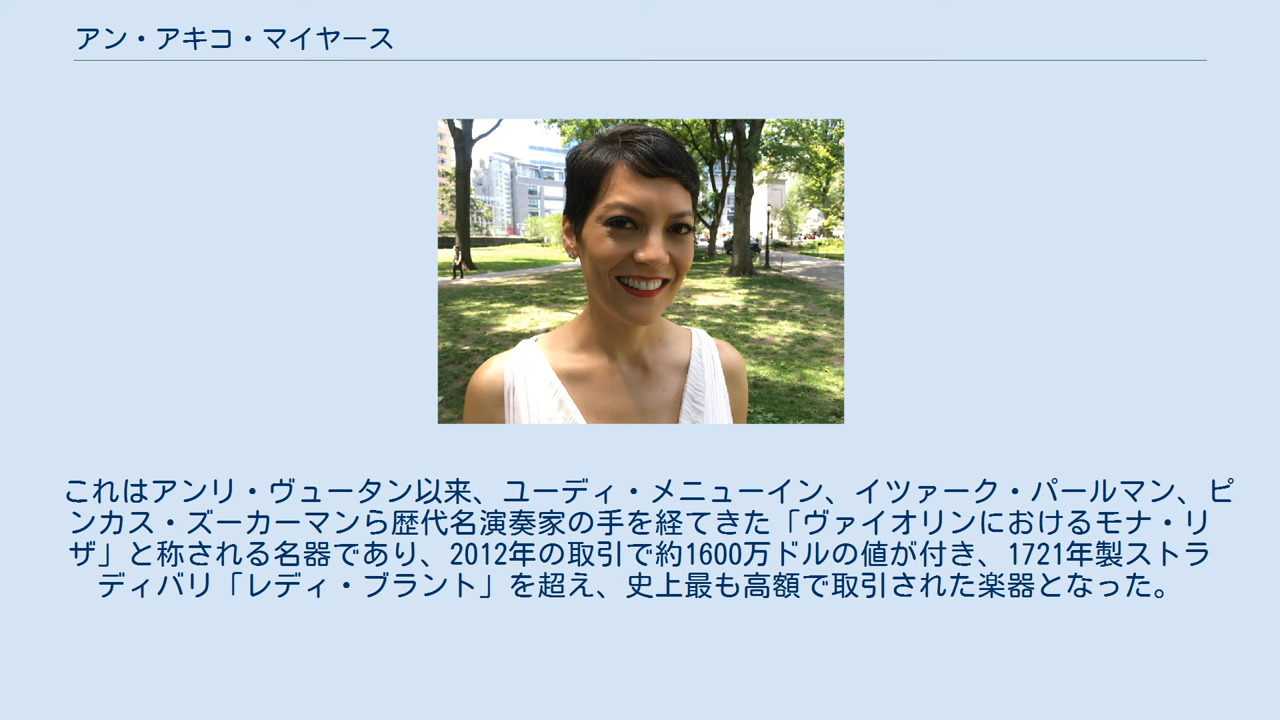 アン・アキコ・マイヤース
これはアンリ・ヴュータン以来、ユーディ・メニューイン、イツァーク・パールマン、ピ
ンカス・ズーカーマンら歴代名演奏家の手を経てきた「ヴァイオリンにおけるモナ・リ
ザ」と称される名器であり、2012年の取引で約1600万ドルの値が付き、1721年製ストラ
ディバリ「レディ・ブラント」を超え、史上最も高額で取引された楽器となった。